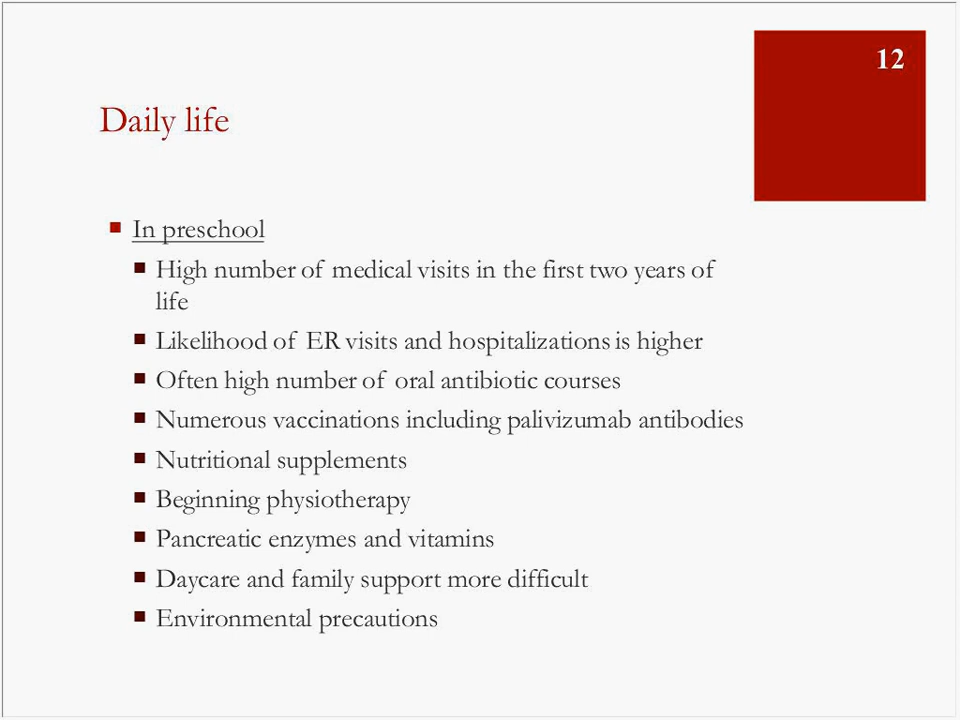 12
Daily life
In preschool
High number of medical visits in the first two years of
life
Likelihood of ER visits and hospitalizations is higher
Often high number of oral antibiotic courses
Numerous vaccinations including palivizumab antibodies
Nutritional supplements
Beginning physiotherapy
Pancreatic enzymes and vitamins
Daycare and family support more difficult
Environmental precautions